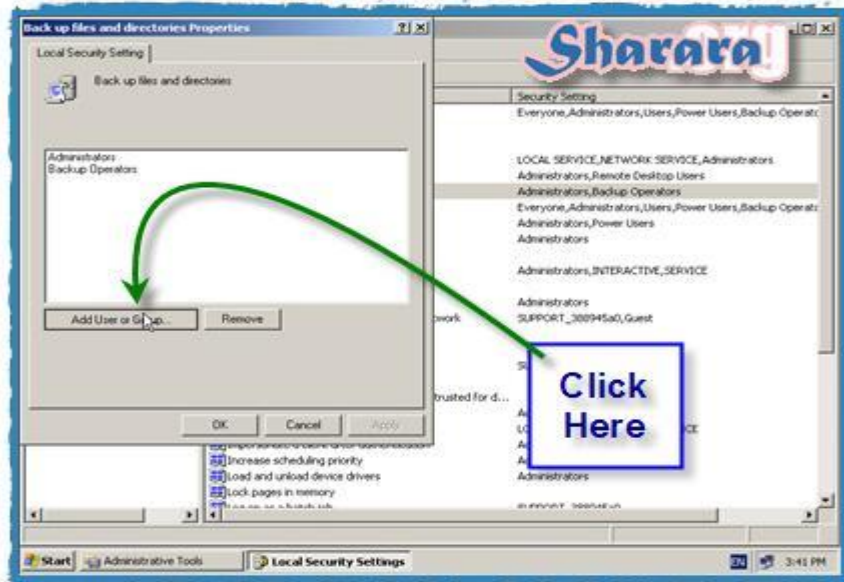 Back up files and directories Properties
Sharara
.org
Local Security Setting
Back up files and directories
Administrators
Backup Operators
Add User or Group...
Remove
OK
Cancel
Apply
Security Setting
Everyone,Administrators,Users,Power Users,Backup Operato
LOCAL SERVICE,NETWORK SERVICE,Administrators
Administrators,Remote Desktop Users
Administrators,Backup Operators
Everyone,Administrators,Users,Power Users,Backup Operato
Administrators,Power Users
Administrators
Administrators,INTERACTIVE,SERVICE
Administrators
SUPPORT_388945a0,Guest
trusted for d...
Click
Here
Increase scheduling priority
Load and unload device drivers
Administrators
Lock pages in memory
Start
Administrative Tools
Local Security Settings
EN
3:41 PM